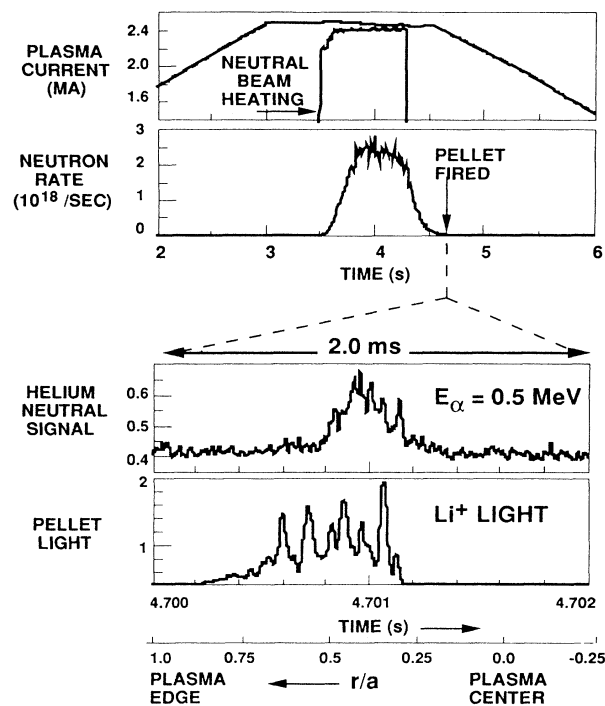 PLASMA
CURRENT
(MA)
2.4
2.0
1.6
NEUTRAL
BEAM
HEATING
NEUTRON
RATE
(10¹⁸ /SEC)
3
2
1
0
PELLET
FIRED
2 3 4 5 6
TIME (s)
2.0 ms
HELIUM
NEUTRAL
SIGNAL
0.6
0.5
0.4
Eα = 0.5 MeV
PELLET
LIGHT
2
1
Li⁺ LIGHT
4.700 4.701 4.702
TIME (s)
1.0 0.75 0.5 0.25 0.0 -0.25
PLASMA
EDGE
r/a
PLASMA
CENTER